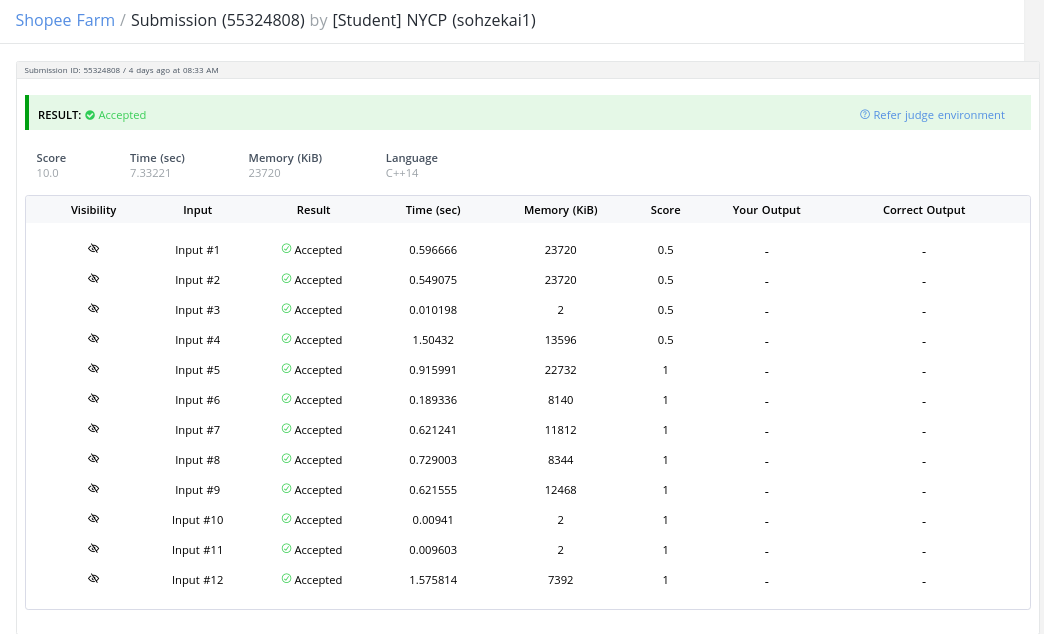 Shopee Farm / Submission (55324808) by [Student] NYCP (sohzekai1)
Submission ID: 55324808 / 4 days ago at 08:33 AM
RESULT: Accepted Refer judge environment
Score Time (sec) Memory (KiB) Language
10.0 7.33221 23720 C++14
Visibility Input Result Time (sec) Memory (KiB) Score Your Output Correct Output
Input #1 Accepted 0.596666 23720 0.5 - -
Input #2 Accepted 0.549075 23720 0.5 - -
Input #3 Accepted 0.010198 2 0.5 - -
Input #4 Accepted 1.50432 13596 0.5 - -
Input #5 Accepted 0.915991 22732 1 - -
Input #6 Accepted 0.189336 8140 1 - -
Input #7 Accepted 0.621241 11812 1 - -
Input #8 Accepted 0.729003 8344 1 - -
Input #9 Accepted 0.621555 12468 1 - -
Input #10 Accepted 0.00941 2 1 - -
Input #11 Accepted 0.009603 2 1 - -
Input #12 Accepted 1.575814 7392 1 - -